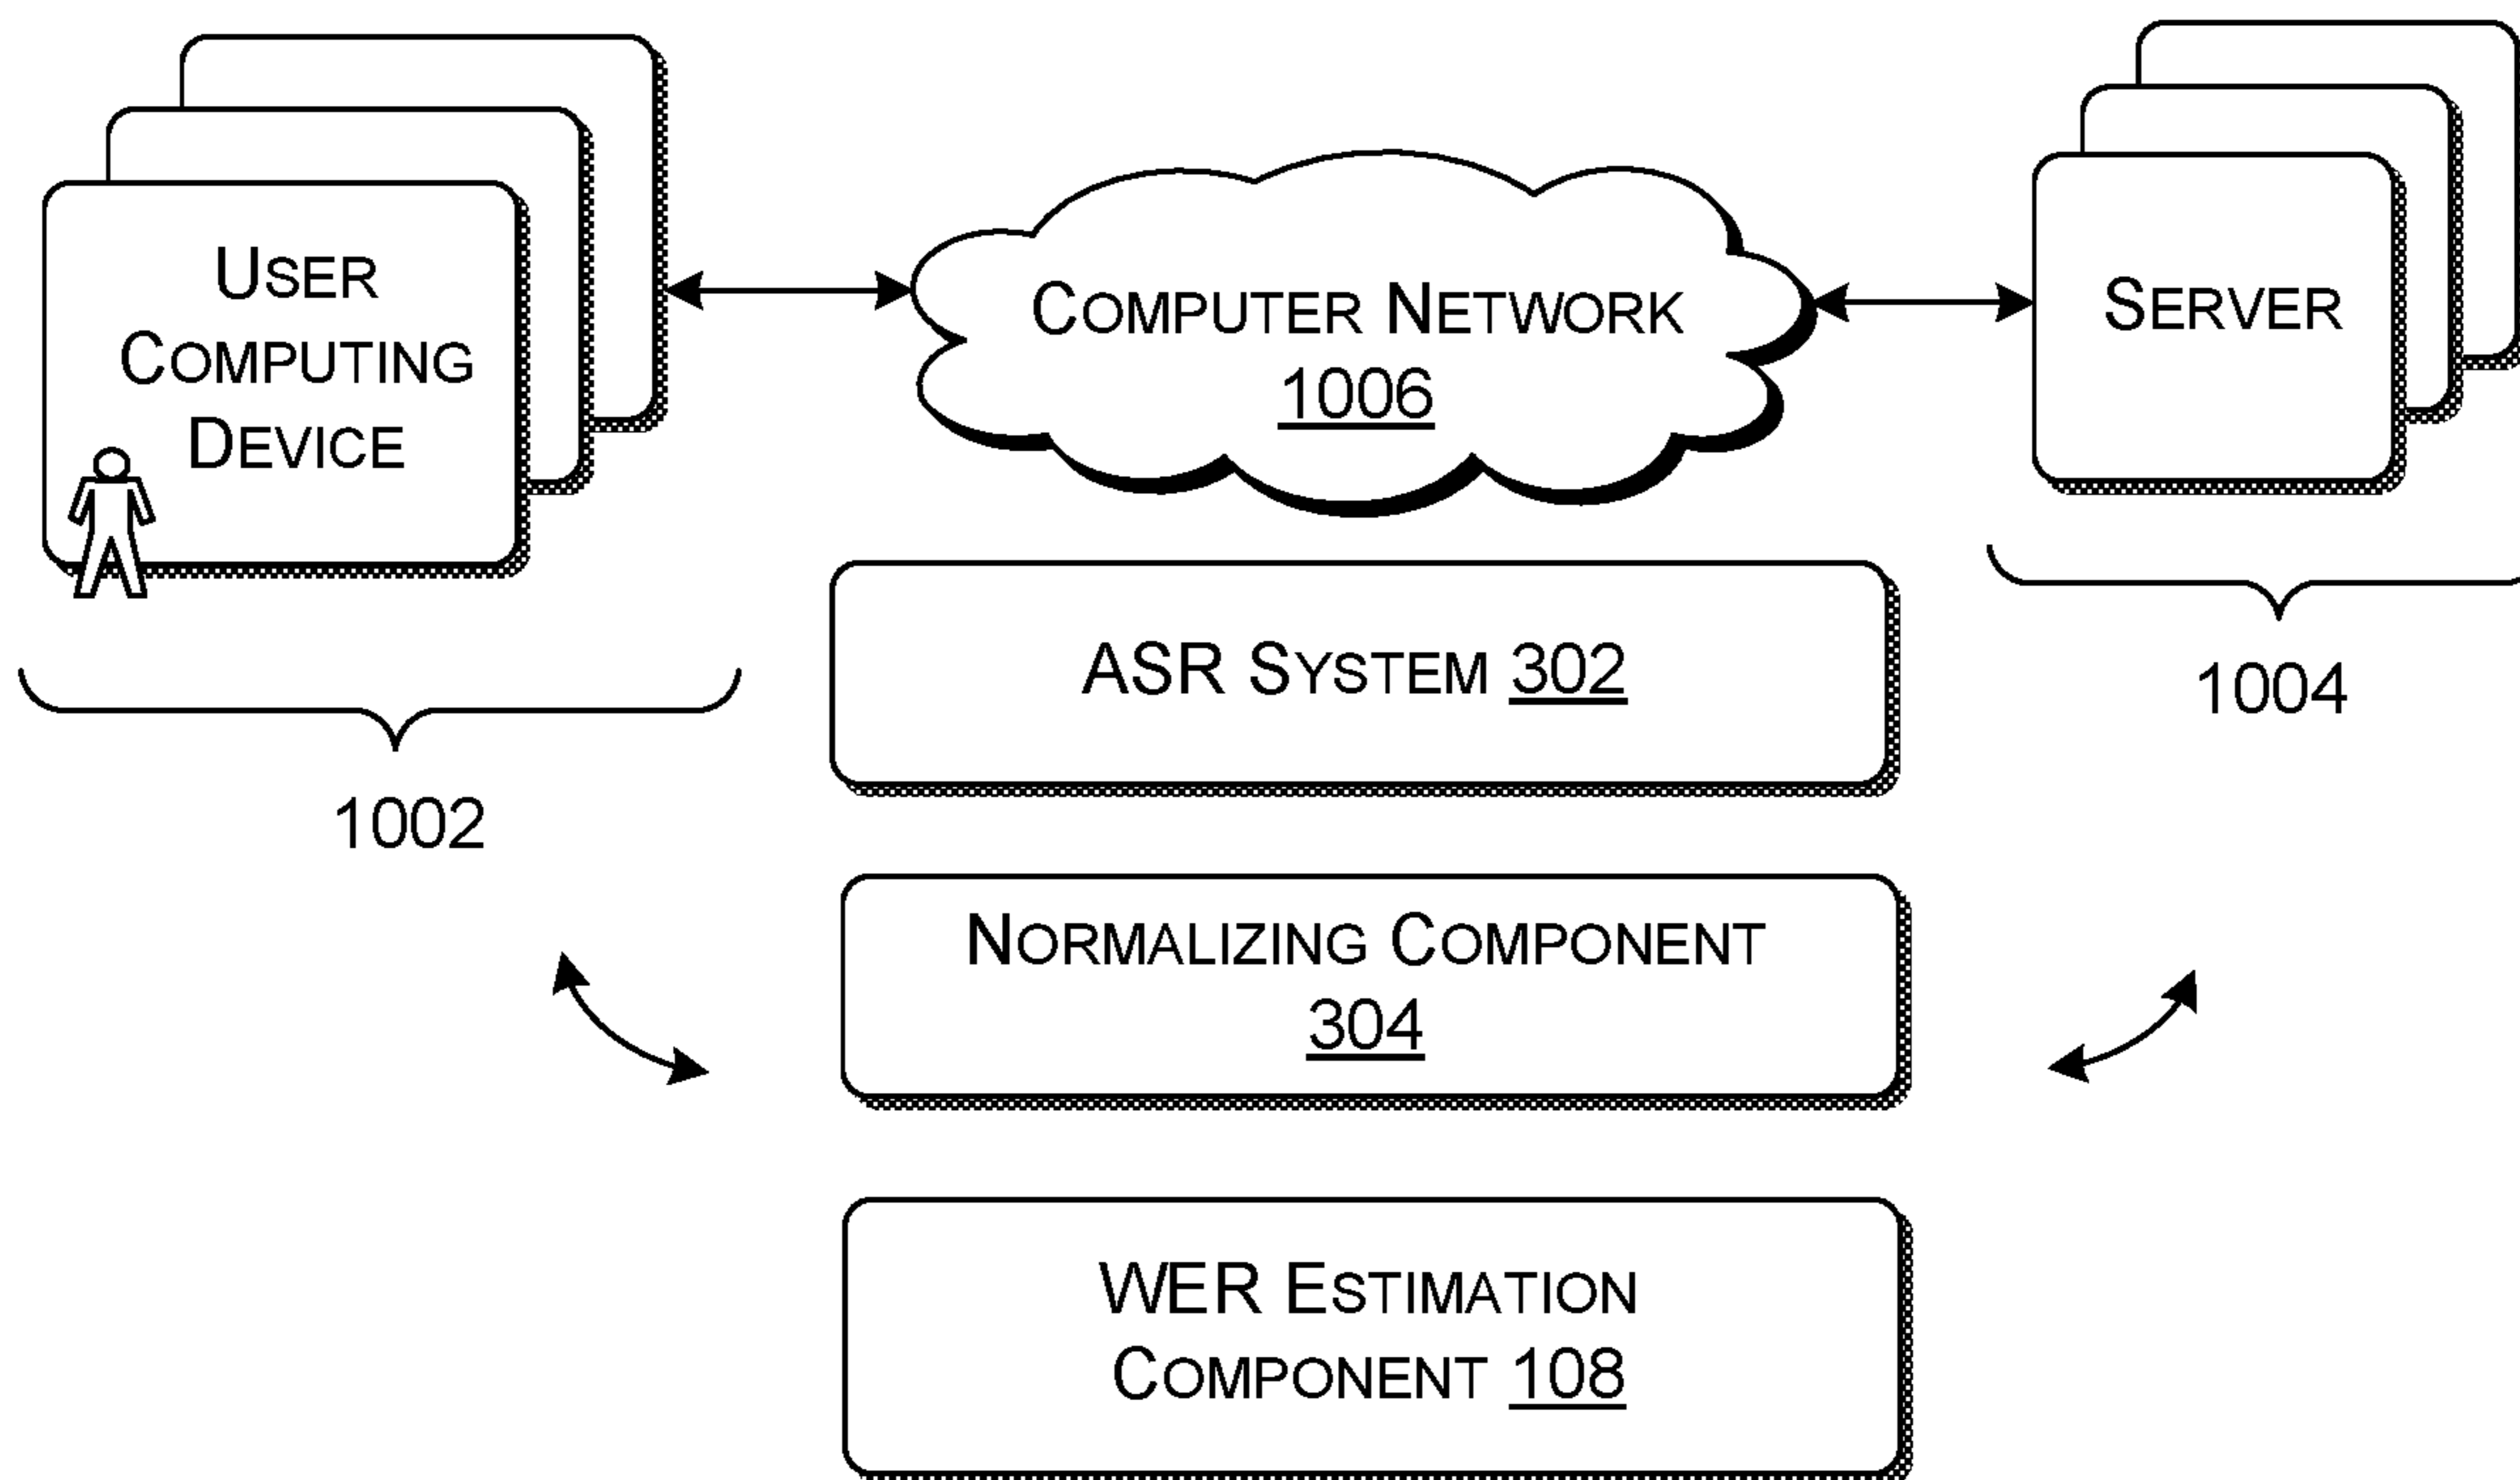 USER
COMPUTING
DEVICE
1002
COMPUTER NETWORK
1006
SERVER
1004
ASR SYSTEM 302
NORMALIZING COMPONENT
304
WER ESTIMATION
COMPONENT 108